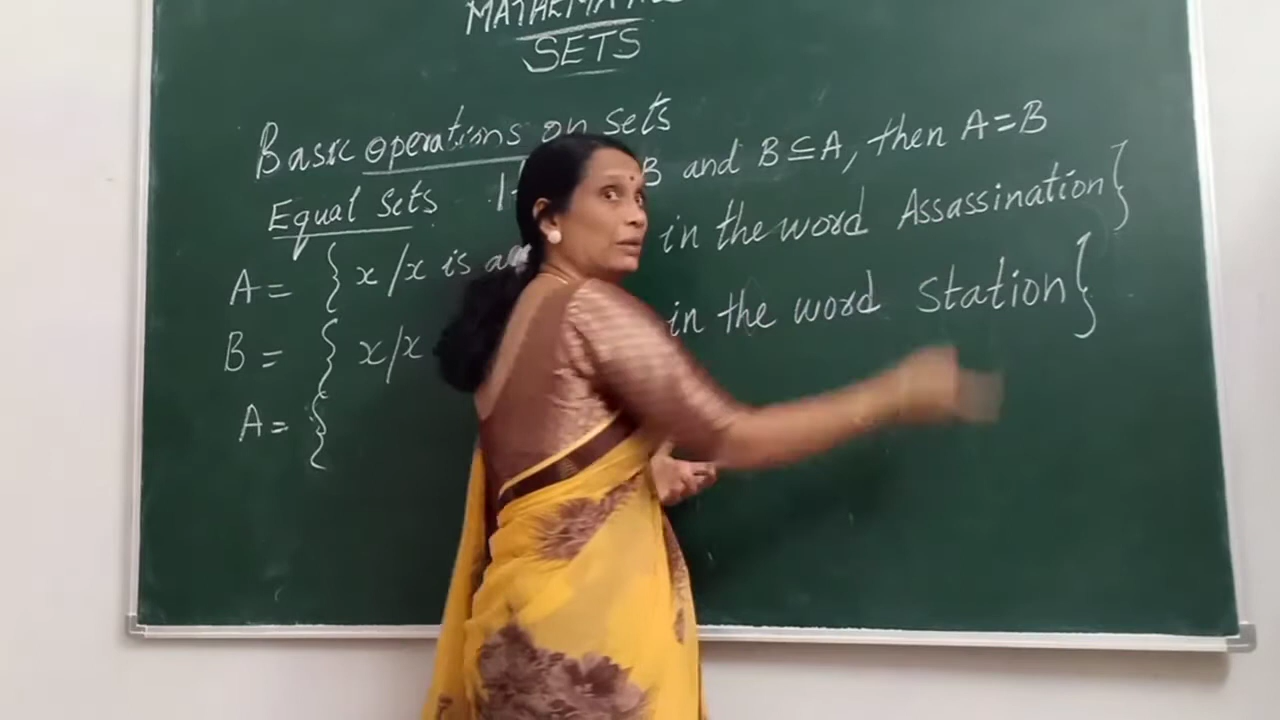 SETS
Basic operations on sets
Equal sets B and B⊆A, then A=B
A = { x/x is in the word Assassination}
B = { x/x in the word Station}
A = {